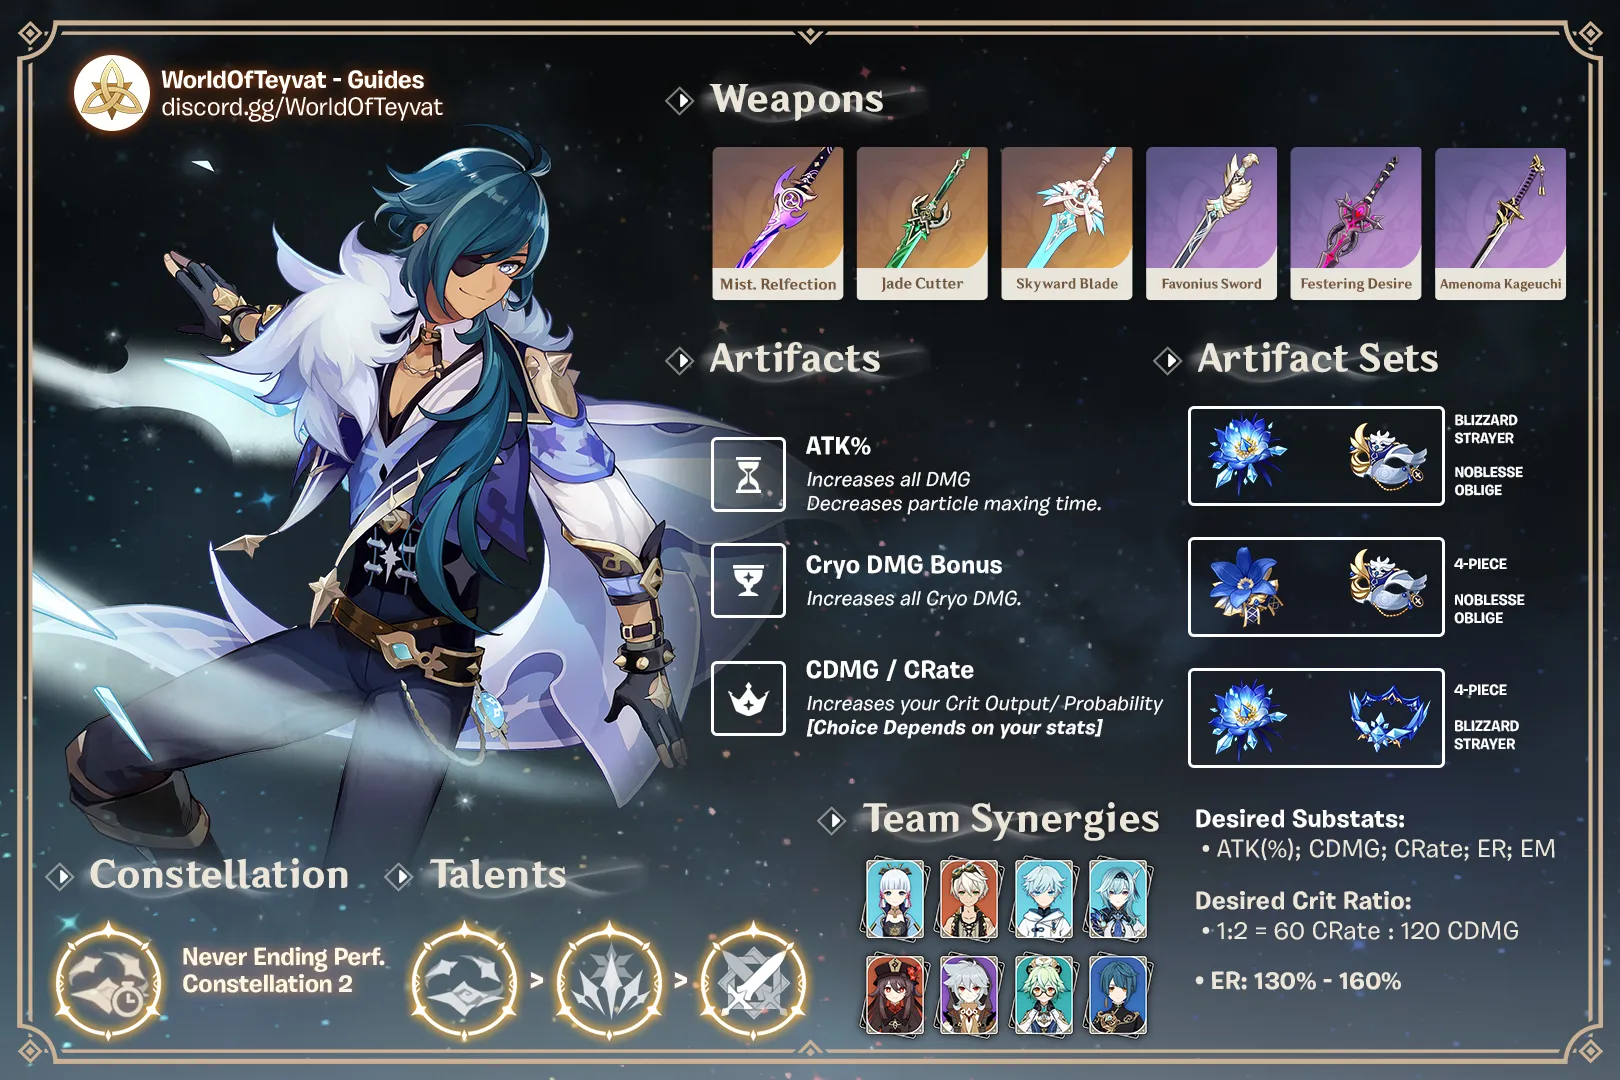 WorldOfTeyvat - Guides
discord.gg/WorldOfTeyvat
Weapons
Mist. Relfection
Jade Cutter
Skyward Blade
Favonius Sword
Festering Desire
Amenoma Kageuchi
Artifacts
ATK%
Increases all DMG
Decreases particle maxing time.
Cryo DMG Bonus
Increases all Cryo DMG.
CDMG / CRate
Increases your Crit Output/ Probability
[Choice Depends on your stats]
Artifact Sets
BLIZZARD
STRAYER
NOBLESSE
OBLIGE
4-PIECE
NOBLESSE
OBLIGE
4-PIECE
BLIZZARD
STRAYER
Team Synergies
Desired Substats:
• ATK(%); CDMG; CRate; ER; EM
Desired Crit Ratio:
• 1:2 = 60 CRate : 120 CDMG
• ER: 130% - 160%
Constellation
Never Ending Perf.
Constellation 2
Talents
> >